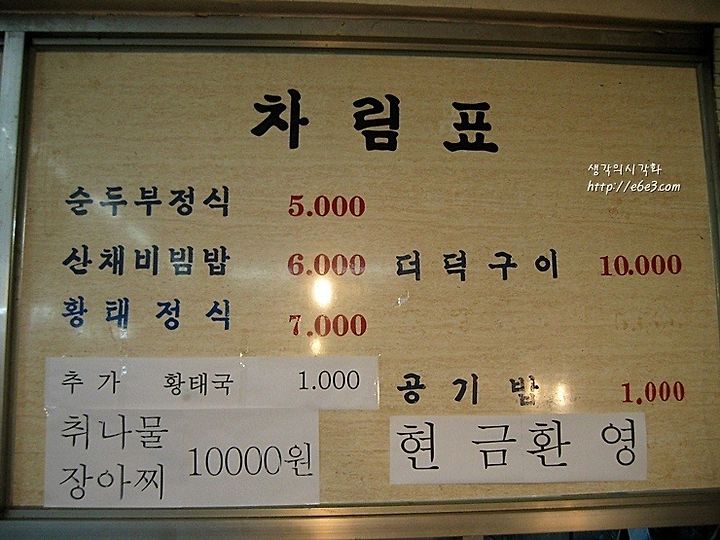 차림표
생각의시각화
http://e6e3.com
순두부정식 5.000
산채비빔밥 6.000
더덕구이 10.000
황태정식 7.000
추가 황태국 1.000
공기밥 1.000
취나물
장아찌 10000원
현금환영